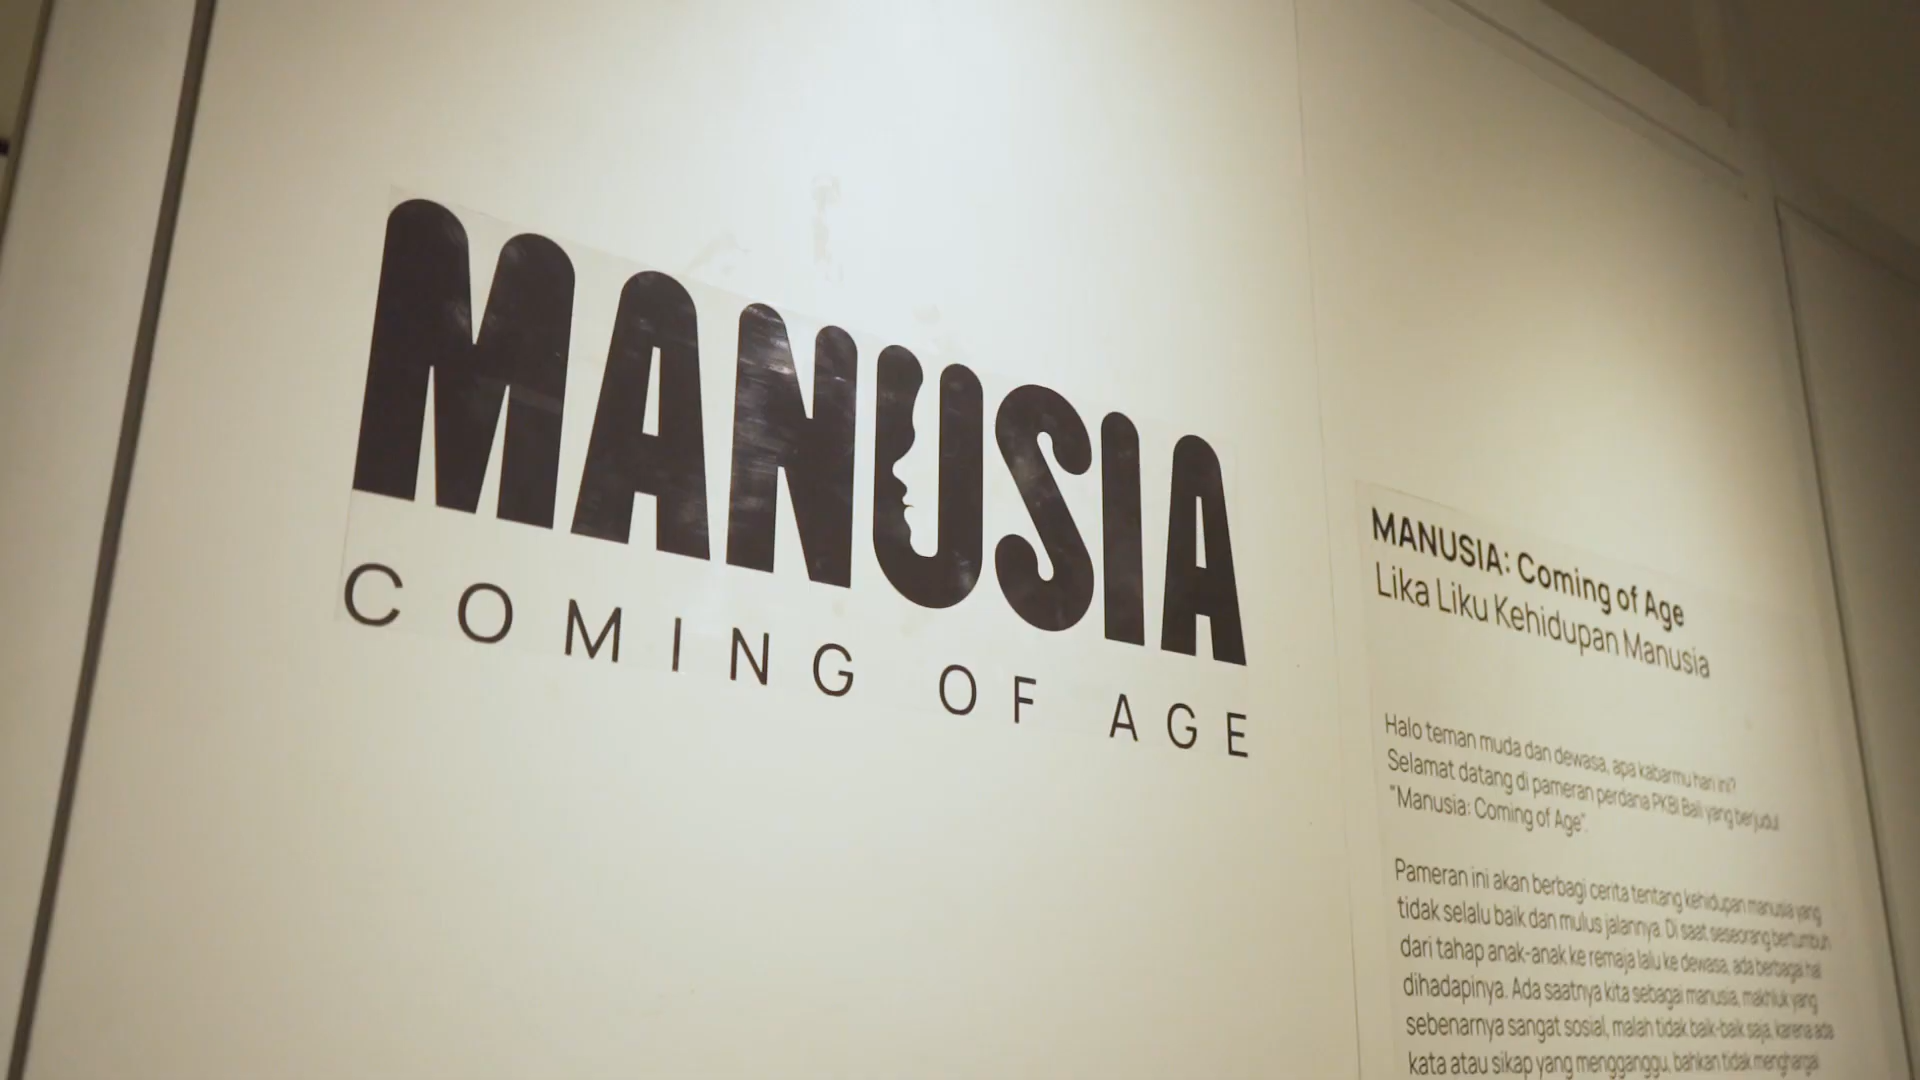 MANUSIA
COMING OF AGE
MANUSIA: Coming of Age
Lika Liku Kehidupan Manusia
Halo teman muda dan dewasa, apa kabarmu hari ini?
Selamat datang di pameran perdana PKBI Bali yang berjudul
"Manusia: Coming of Age".
Pameran ini akan berbagi cerita tentang kehidupan manusia yang
tidak selalu baik dan mulus jalannya. Di saat seseorang bertumbuh
dari tahap anak-anak ke remaja lalu ke dewasa, ada berbagai hal
dihadapinya. Ada saatnya kita sebagai manusia, makhluk yang
sebenarnya sangat sosial, malah tidak baik-baik saja, karena ada
kata atau sikap yang mengganggu, bahkan tidak menghargai